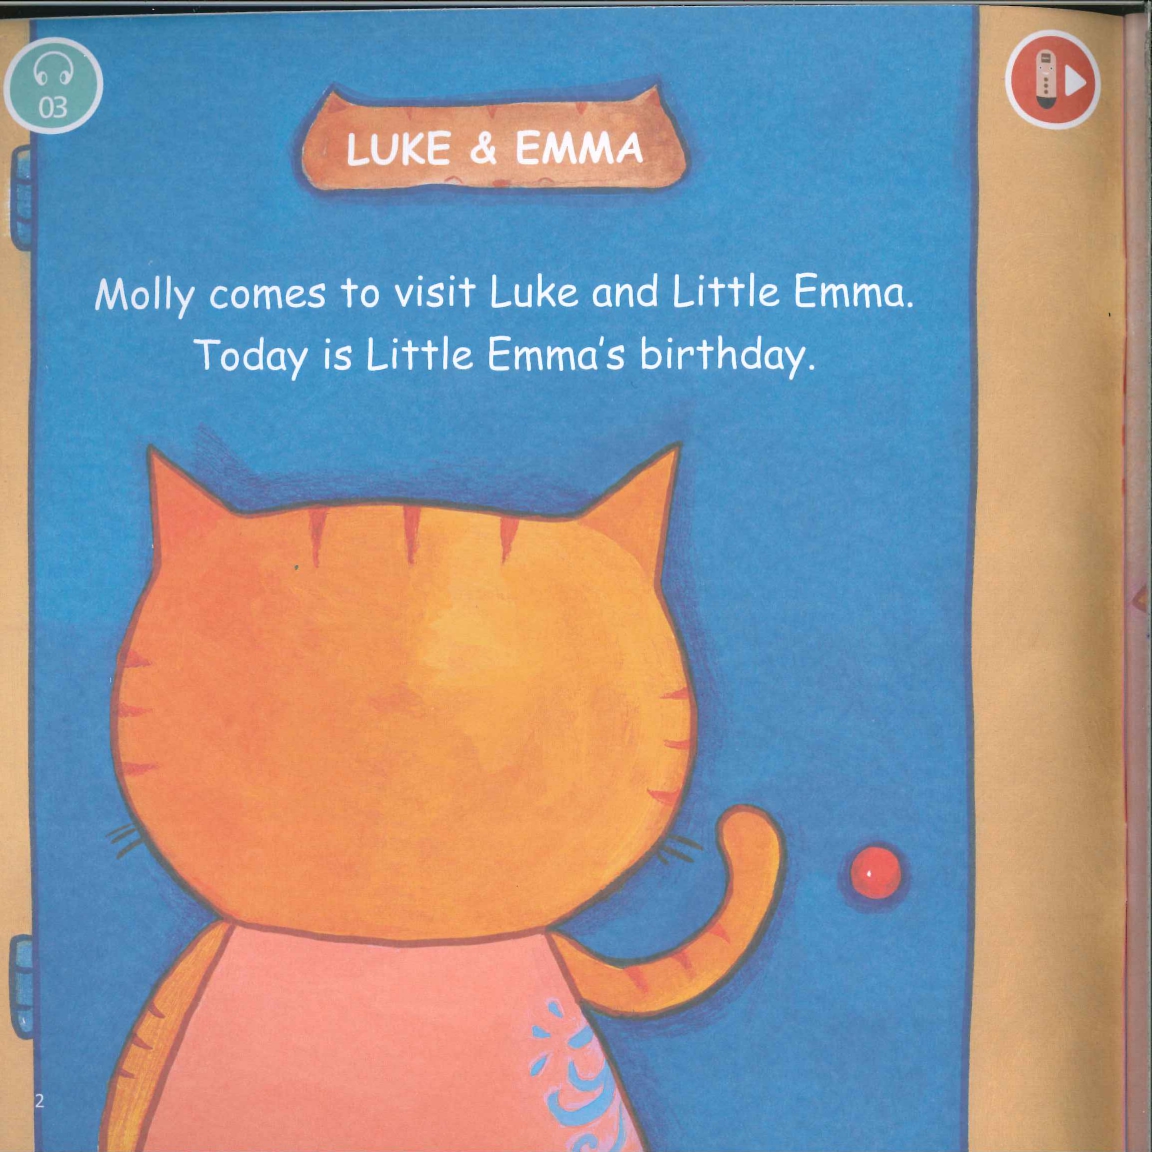 03
LUKE & EMMA
Molly comes to visit Luke and Little Emma.
Today is Little Emma's birthday.
2